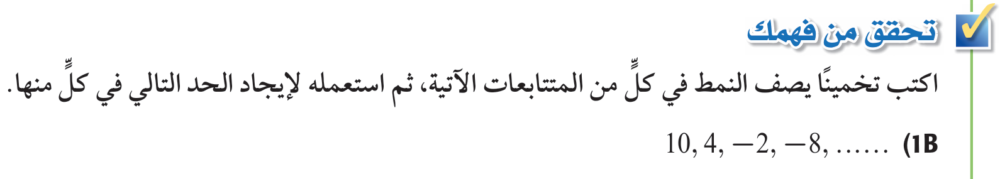 تحقق من فهمك
اكتب تخمينًا يصف النمط في كلٍّ من المتتابعات الآتية، ثم استعمله لإيجاد الحد التالي في كلٍّ منها.
1B) 10, 4, −2, −8, ......